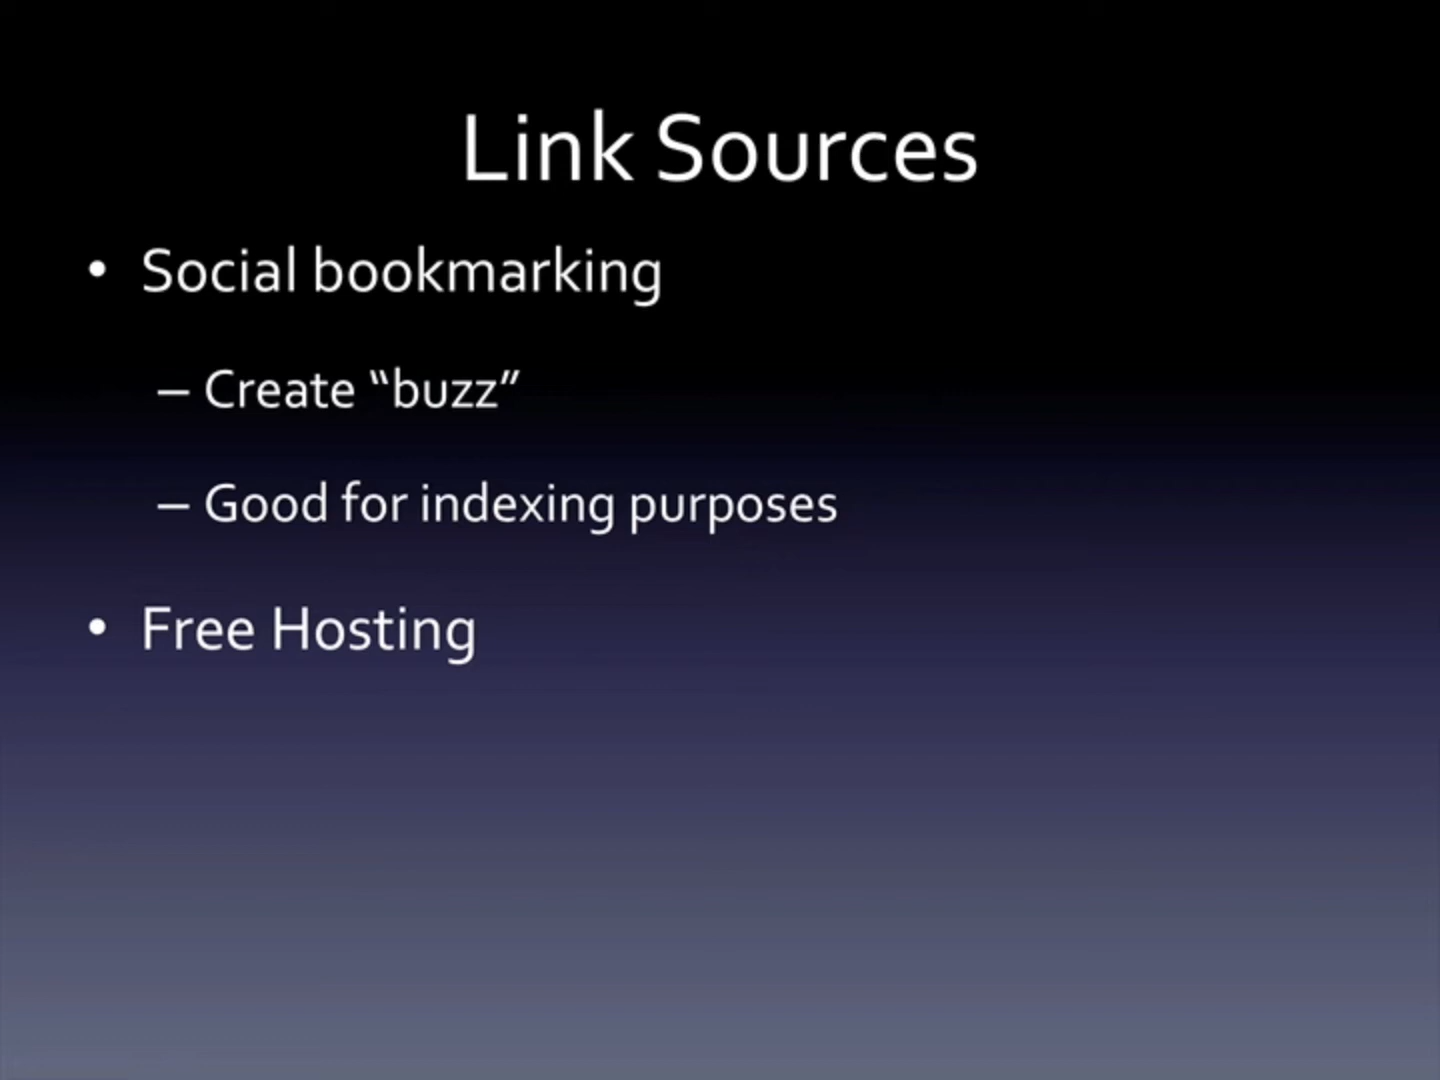 Link Sources
• Social bookmarking
– Create “buzz”
– Good for indexing purposes
• Free Hosting